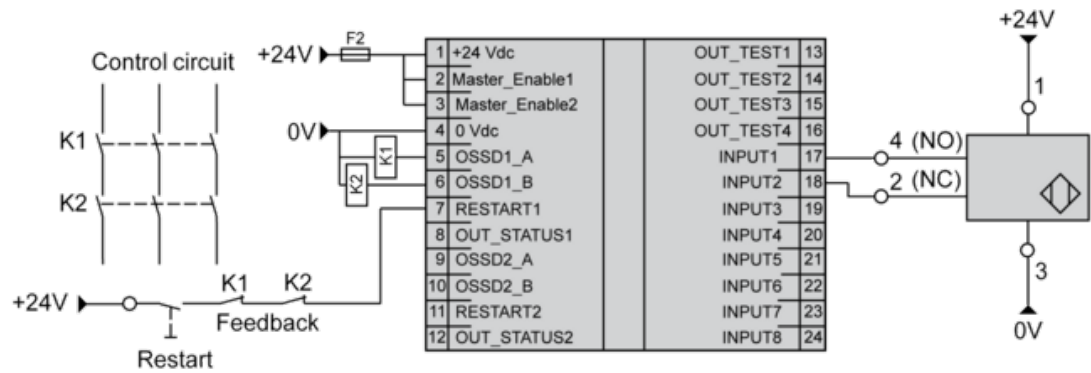 Control circuit
K1
K2
+24V
K1
K2
Feedback
Restart
+24V
F2
0V
K1
K2
1 +24 Vdc
2 Master_Enable1
3 Master_Enable2
4 0 Vdc
5 OSSD1_A
6 OSSD1_B
7 RESTART1
8 OUT_STATUS1
9 OSSD2_A
10 OSSD2_B
11 RESTART2
12 OUT_STATUS2
OUT_TEST1 13
OUT_TEST2 14
OUT_TEST3 15
OUT_TEST4 16
INPUT1 17
INPUT2 18
INPUT3 19
INPUT4 20
INPUT5 21
INPUT6 22
INPUT7 23
INPUT8 24
+24V
1
4 (NO)
2 (NC)
3
0V